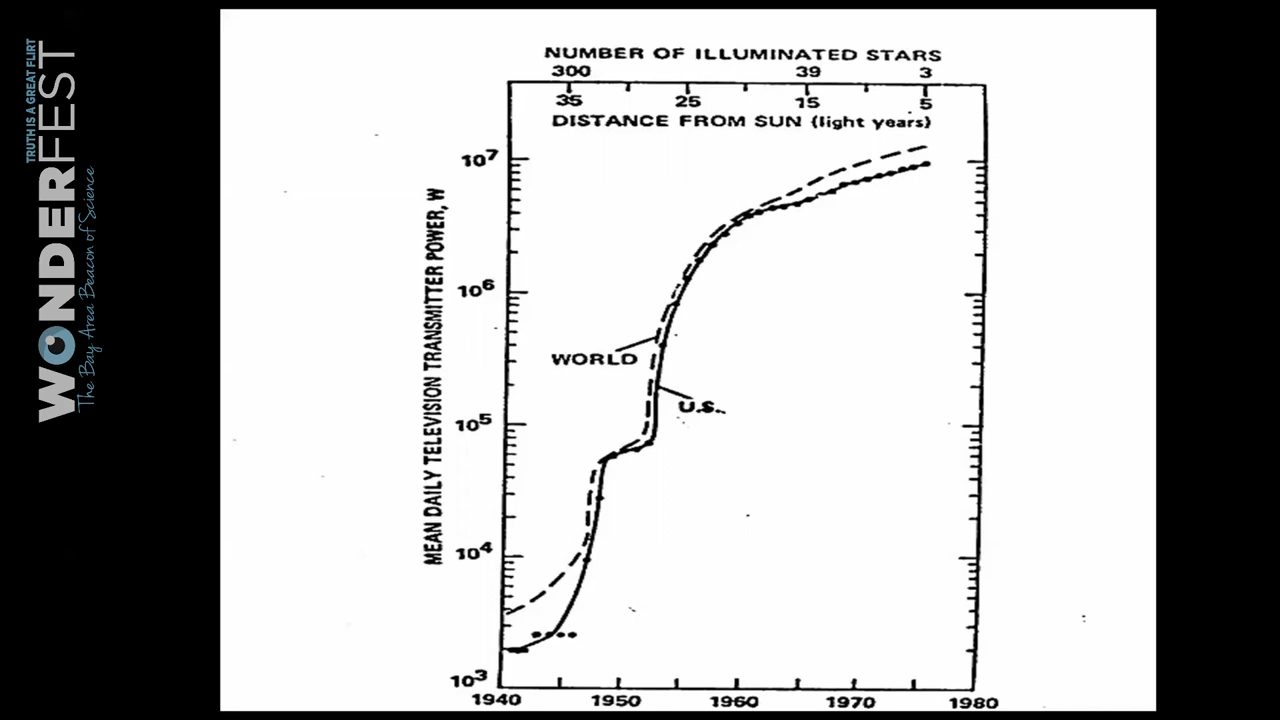 TRUTH IS A GREAT FLIRT
WONDERFEST
The Bay Area Beacon of Science
NUMBER OF ILLUMINATED STARS
300 39 3
35 25 15 5
DISTANCE FROM SUN (light years)
MEAN DAILY TELEVISION TRANSMITTER POWER, W
10⁷
10⁶
WORLD
U.S.
10⁵
10⁴
10³
1940 1950 1960 1970 1980